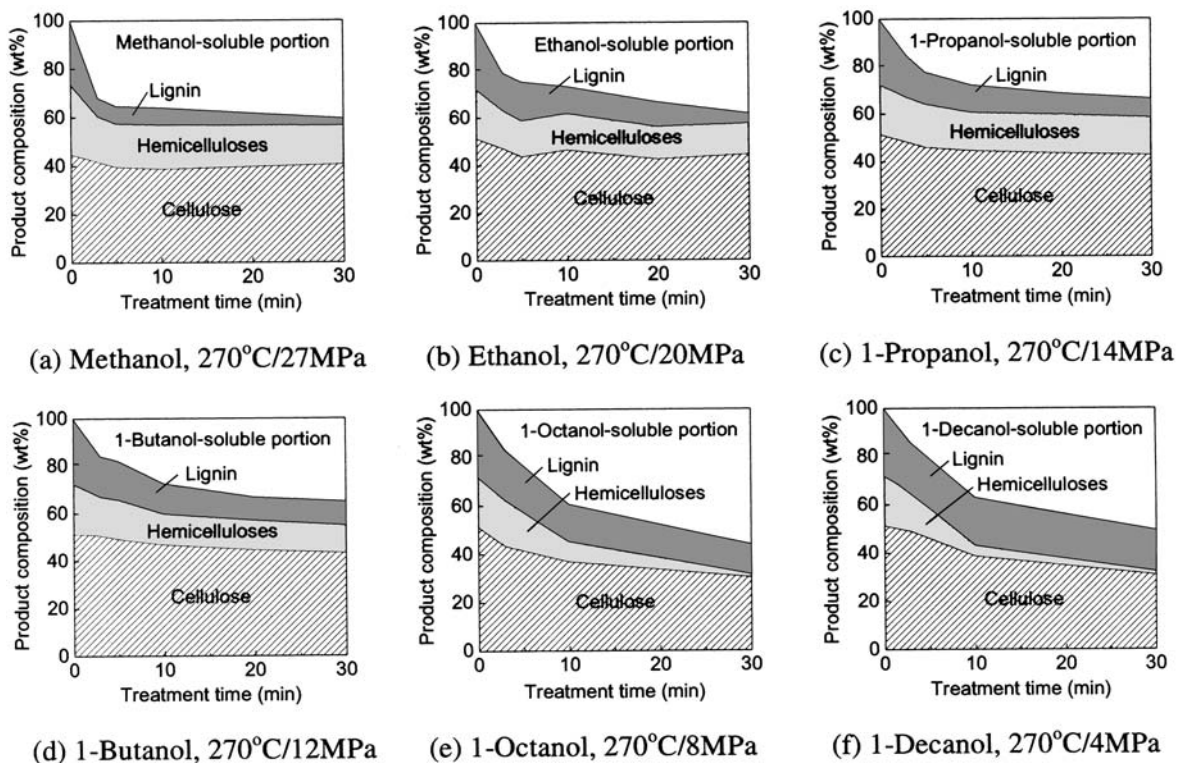 Product composition (wt%)
100
80
60
40
20
0
Methanol-soluble portion
Lignin
Hemicelluloses
Cellulose
0 10 20 30
Treatment time (min)
(a) Methanol, 270°C/27MPa
Product composition (wt%)
100
80
60
40
20
0
Ethanol-soluble portion
Lignin
Hemicelluloses
Cellulose
0 10 20 30
Treatment time (min)
(b) Ethanol, 270°C/20MPa
Product composition (wt%)
100
80
60
40
20
0
1-Propanol-soluble portion
Lignin
Hemicelluloses
Cellulose
0 10 20 30
Treatment time (min)
(c) 1-Propanol, 270°C/14MPa
Product composition (wt%)
100
80
60
40
20
0
1-Butanol-soluble portion
Lignin
Hemicelluloses
Cellulose
0 10 20 30
Treatment time (min)
(d) 1-Butanol, 270°C/12MPa
Product composition (wt%)
100
80
60
40
20
0
1-Octanol-soluble portion
Lignin
Hemicelluloses
Cellulose
0 10 20 30
Treatment time (min)
(e) 1-Octanol, 270°C/8MPa
Product composition (wt%)
100
80
60
40
20
0
1-Decanol-soluble portion
Lignin
Hemicelluloses
Cellulose
0 10 20 30
Treatment time (min)
(f) 1-Decanol, 270°C/4MPa